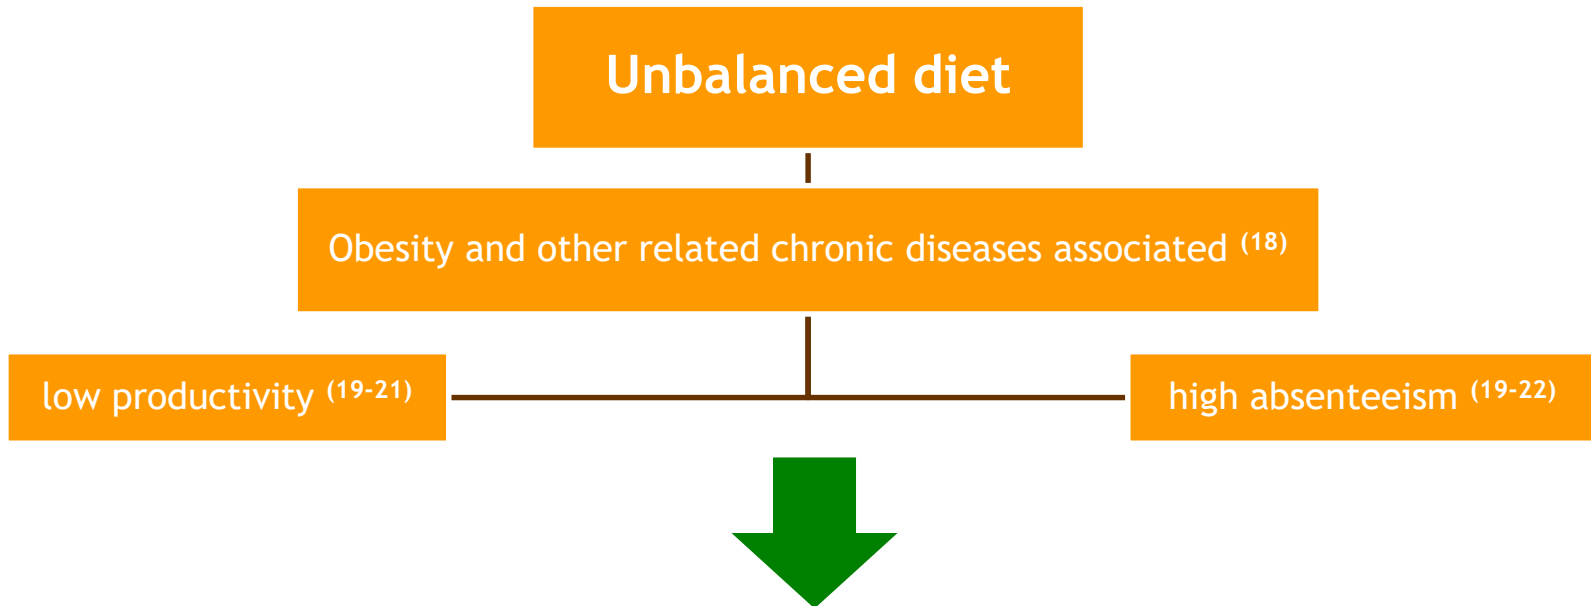 Unbalanced diet
Obesity and other related chronic diseases associated (18)
low productivity (19-21)
high absenteeism (19-22)